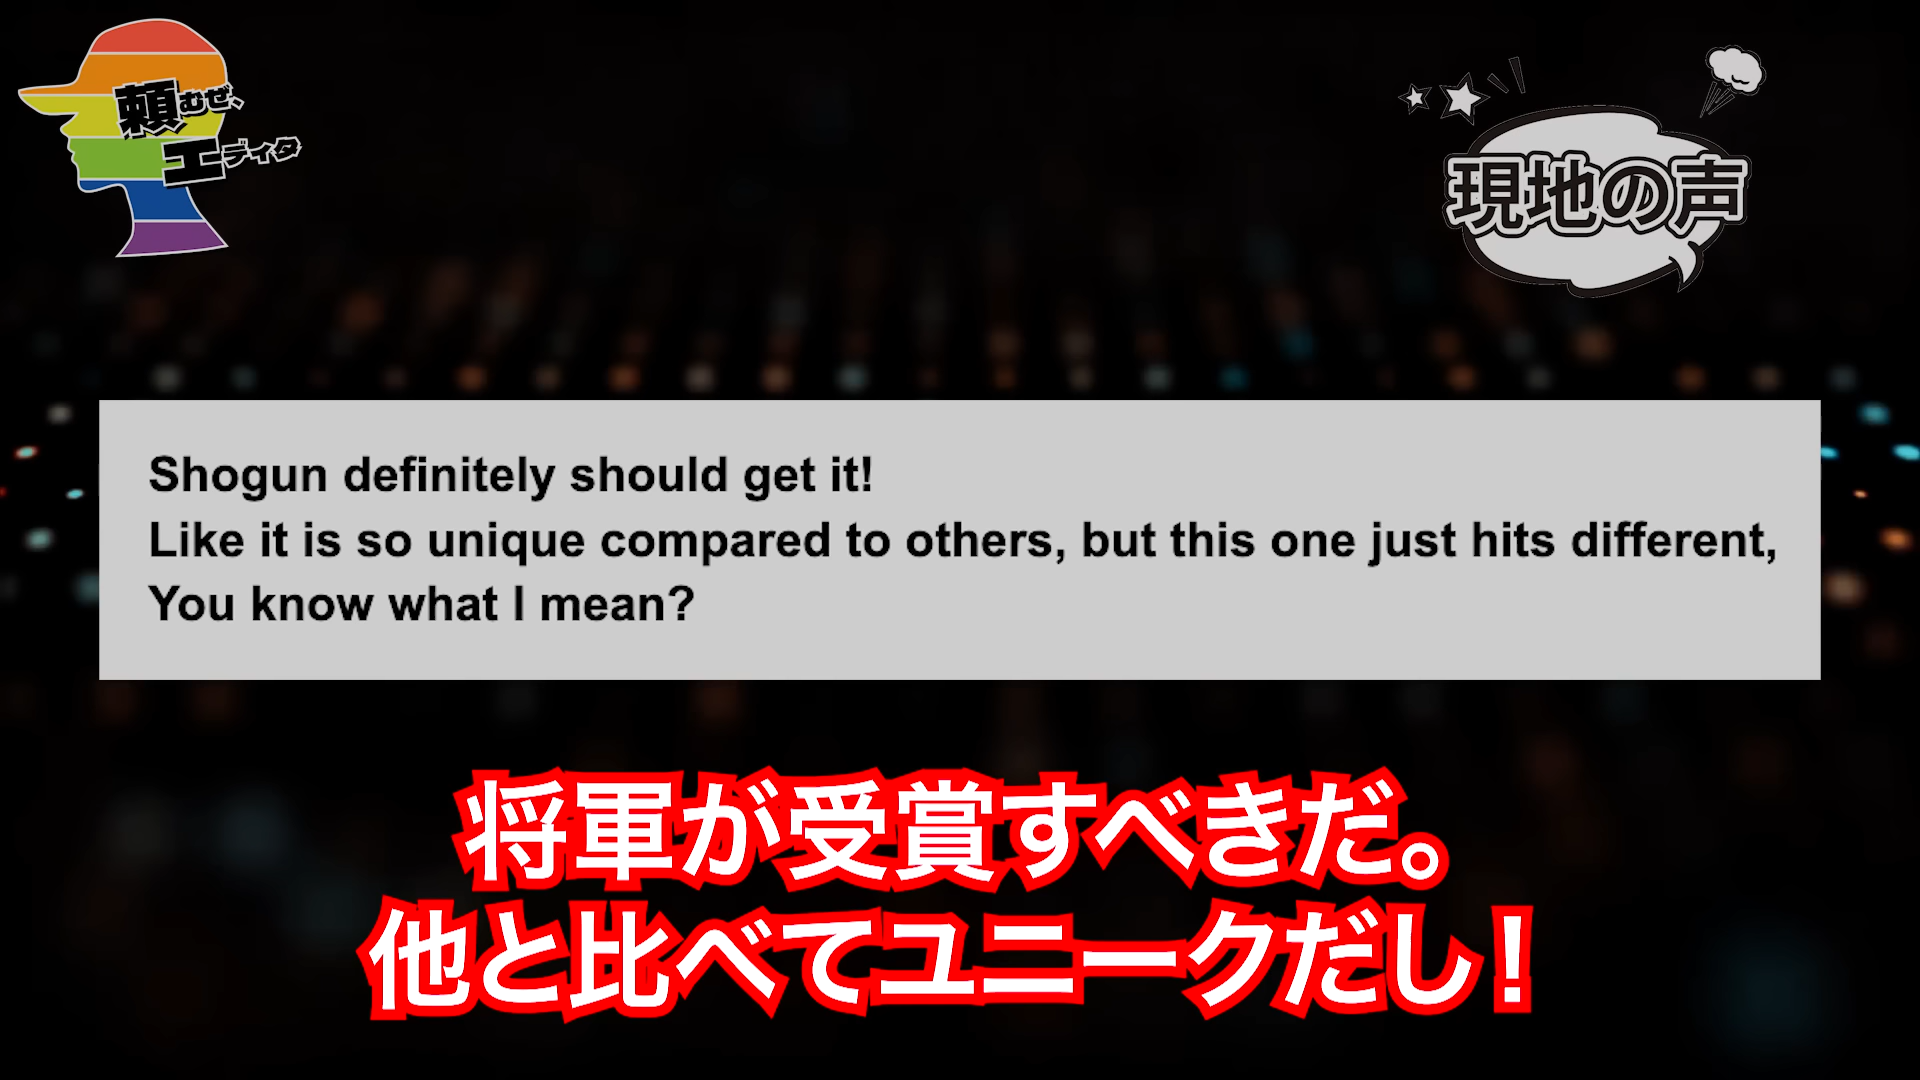 頼むぜ、
エディタ
現地の声
Shogun definitely should get it!
Like it is so unique compared to others, but this one just hits different,
You know what I mean?
将軍が受賞すべきだ。
他と比べてユニークだし！